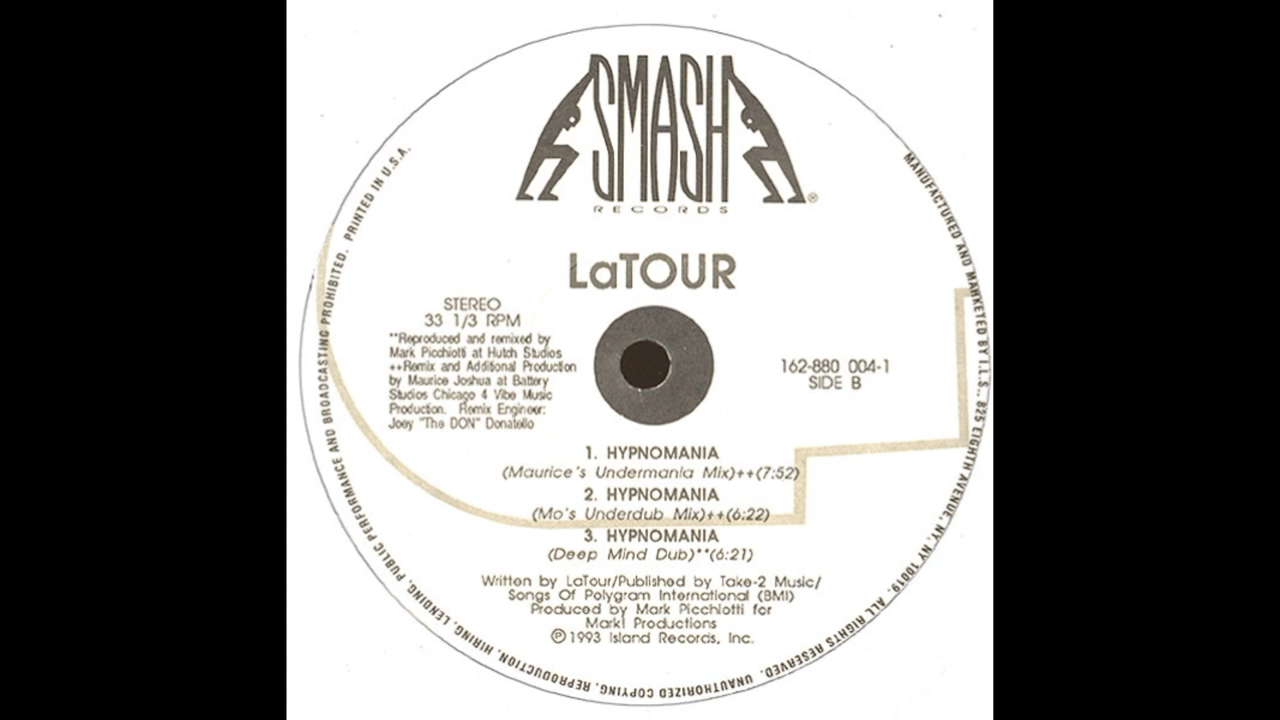 SMASH
RECORDS
®
LaTOUR
STEREO
33 1/3 RPM
**Reproduced and remixed by
Mark Picchiotti at Hutch Studios
++Remix and Additional Production
by Maurice Joshua at Battery
Studios Chicago 4 Vibe Music
Production. Remix Engineer:
Joey "The DON" Donatello
162-880 004-1
SIDE B
1. HYPNOMANIA
(Maurice's Undermania Mix)++(7:52)
2. HYPNOMANIA
(Mo's Underdub Mix)++(6:22)
3. HYPNOMANIA
(Deep Mind Dub)**(6:21)
Written by LaTour/Published by Take-2 Music/
Songs Of Polygram International (BMI)
Produced by Mark Picchiotti for
Mark! Productions
℗1993 Island Records, Inc.
MANUFACTURED AND MARKETED BY I.L.S., 825 EIGHTH AVENUE, NY, NY 10019. ALL RIGHTS RESERVED. UNAUTHORIZED COPYING, REPRODUCTION, HIRING, LENDING, PUBLIC PERFORMANCE AND BROADCASTING PROHIBITED. PRINTED IN U.S.A.